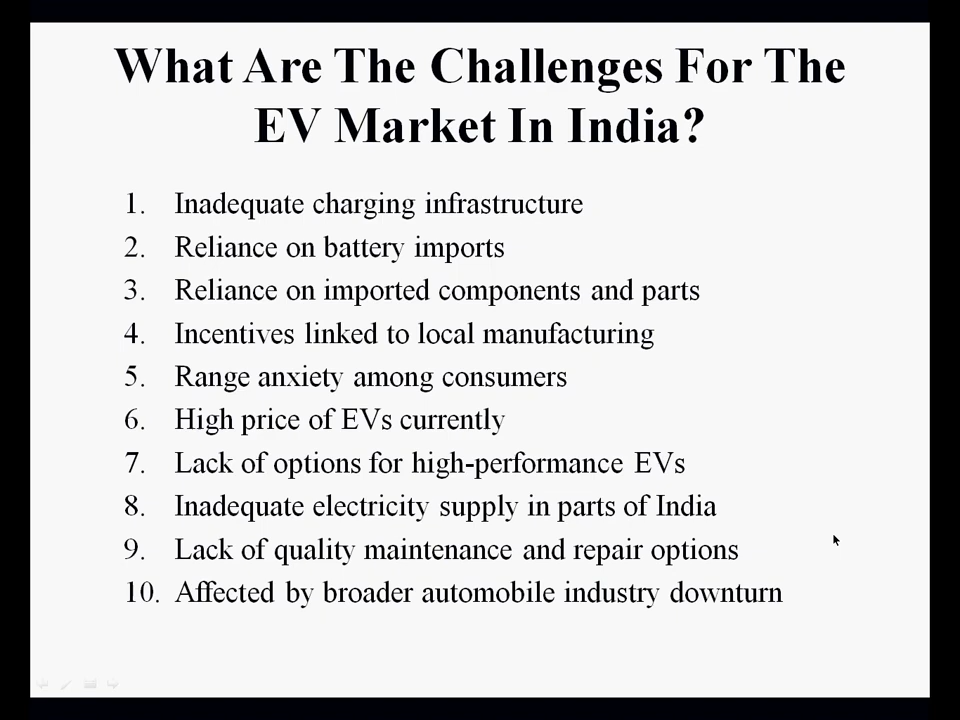 What Are The Challenges For The
EV Market In India?
1. Inadequate charging infrastructure
2. Reliance on battery imports
3. Reliance on imported components and parts
4. Incentives linked to local manufacturing
5. Range anxiety among consumers
6. High price of EVs currently
7. Lack of options for high-performance EVs
8. Inadequate electricity supply in parts of India
9. Lack of quality maintenance and repair options
10. Affected by broader automobile industry downturn